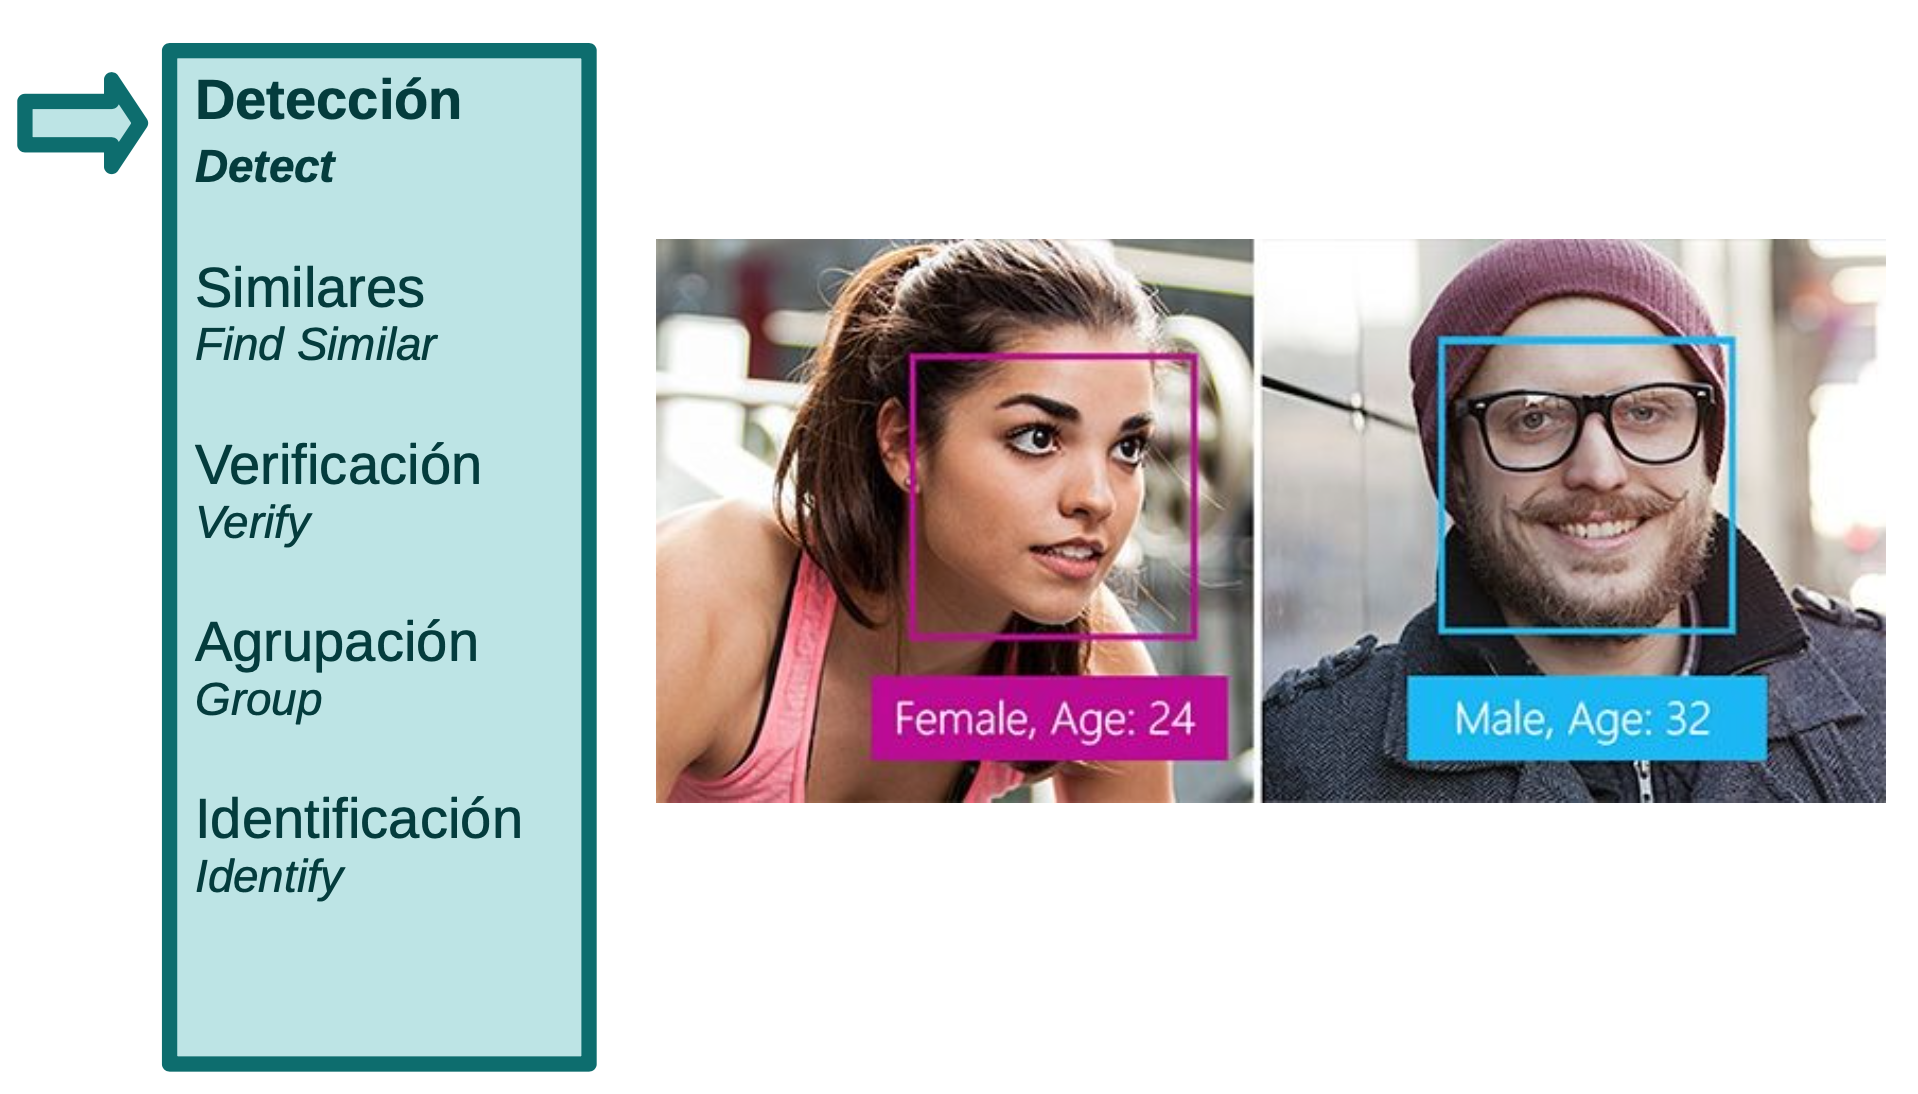 Detección
Detect
Similares
Find Similar
Verificación
Verify
Agrupación
Group
Identificación
Identify
Female, Age: 24
Male, Age: 32